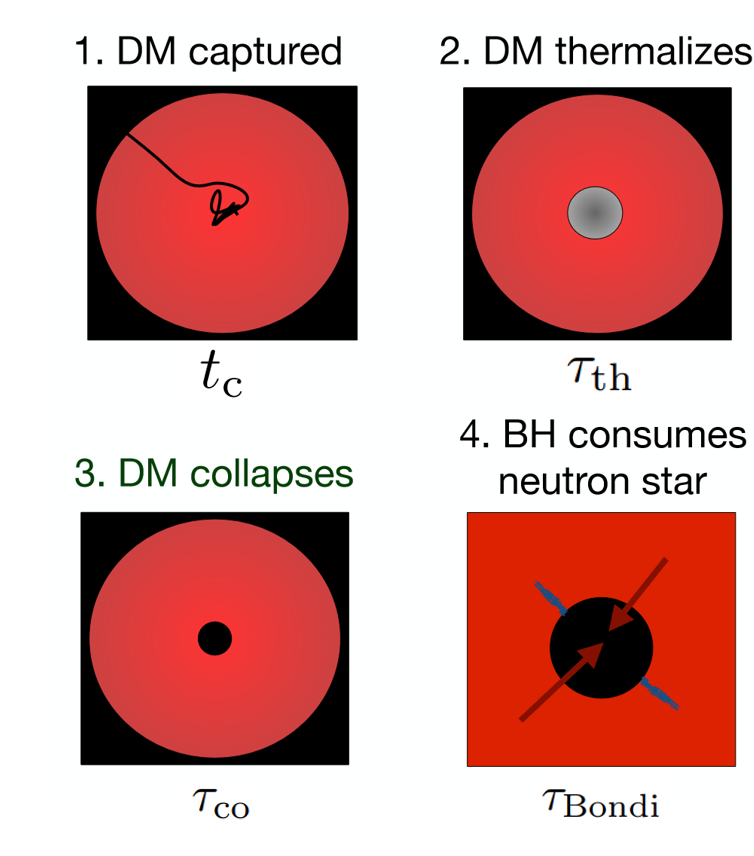 1. DM captured
2. DM thermalizes
t_c
τ_th
3. DM collapses
4. BH consumes
neutron star
τ_co
τ_Bondi